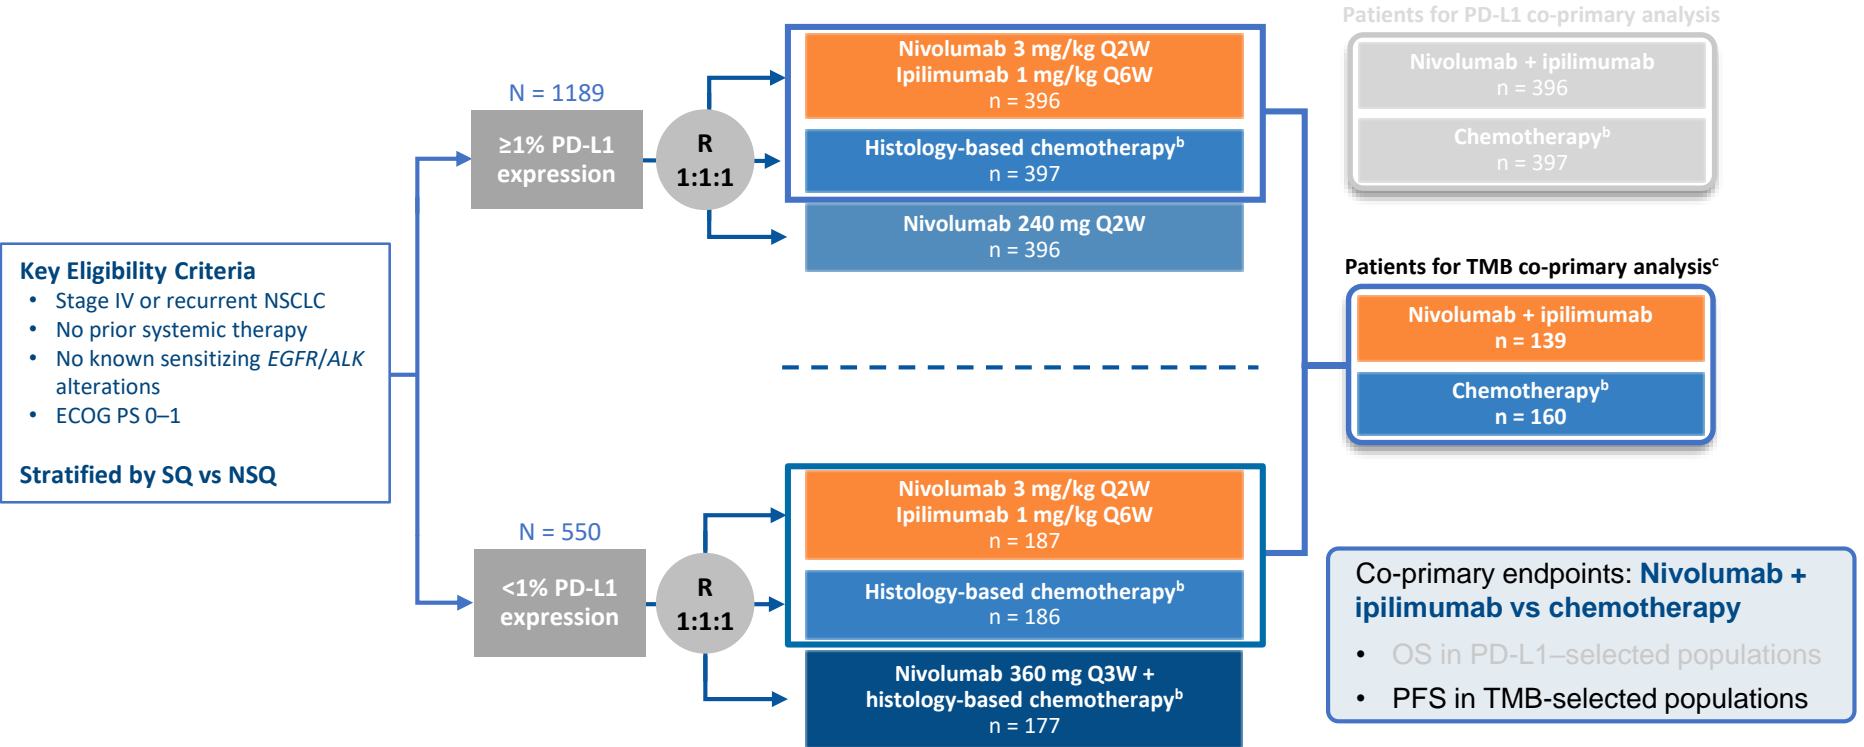 Key Eligibility Criteria
• Stage IV or recurrent NSCLC
• No prior systemic therapy
• No known sensitizing EGFR/ALK
alterations
• ECOG PS 0–1
Stratified by SQ vs NSQ
N = 1189
≥1% PD-L1
expression
R
1:1:1
Nivolumab 3 mg/kg Q2W
Ipilimumab 1 mg/kg Q6W
n = 396
Histology-based chemotherapyᵇ
n = 397
Nivolumab 240 mg Q2W
n = 396
N = 550
<1% PD-L1
expression
R
1:1:1
Nivolumab 3 mg/kg Q2W
Ipilimumab 1 mg/kg Q6W
n = 187
Histology-based chemotherapyᵇ
n = 186
Nivolumab 360 mg Q3W +
histology-based chemotherapyᵇ
n = 177
Patients for PD-L1 co-primary analysis
Nivolumab + ipilimumab
n = 396
Chemotherapyᵇ
n = 397
Patients for TMB co-primary analysisᶜ
Nivolumab + ipilimumab
n = 139
Chemotherapyᵇ
n = 160
Co-primary endpoints: Nivolumab +
ipilimumab vs chemotherapy
• OS in PD-L1–selected populations
• PFS in TMB-selected populations